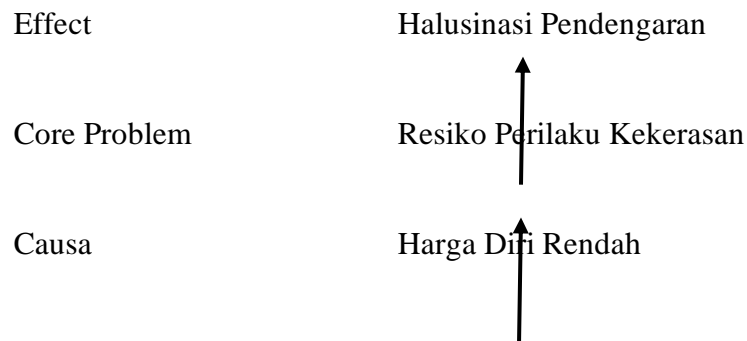 Effect Halusinasi Pendengaran
Core Problem Resiko Perilaku Kekerasan
Causa Harga Diri Rendah